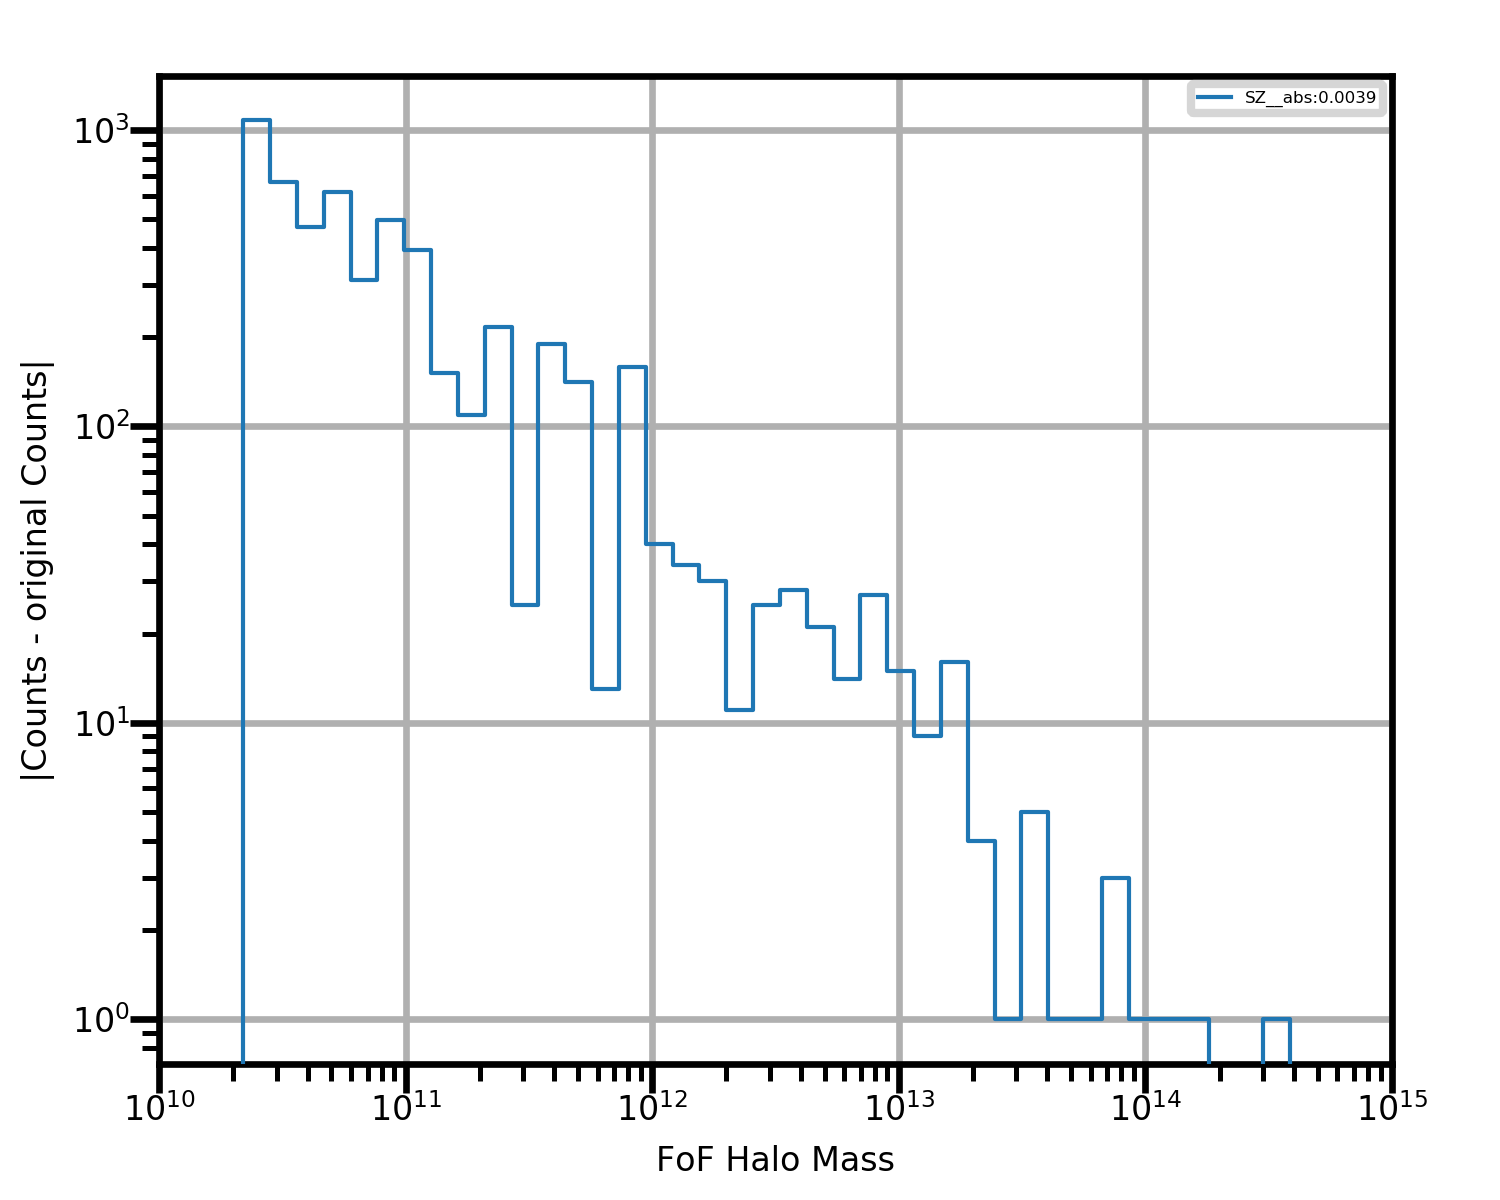 SZ__abs:0.0039
10³
10²
10¹
10⁰
|Counts - original Counts|
10¹⁰ 10¹¹ 10¹² 10¹³ 10¹⁴ 10¹⁵
FoF Halo Mass